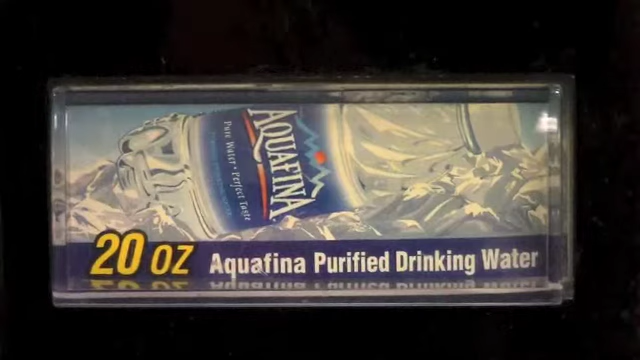 AQUAFINA
Pure Water • Perfect Taste
20 OZ
Aquafina Purified Drinking Water